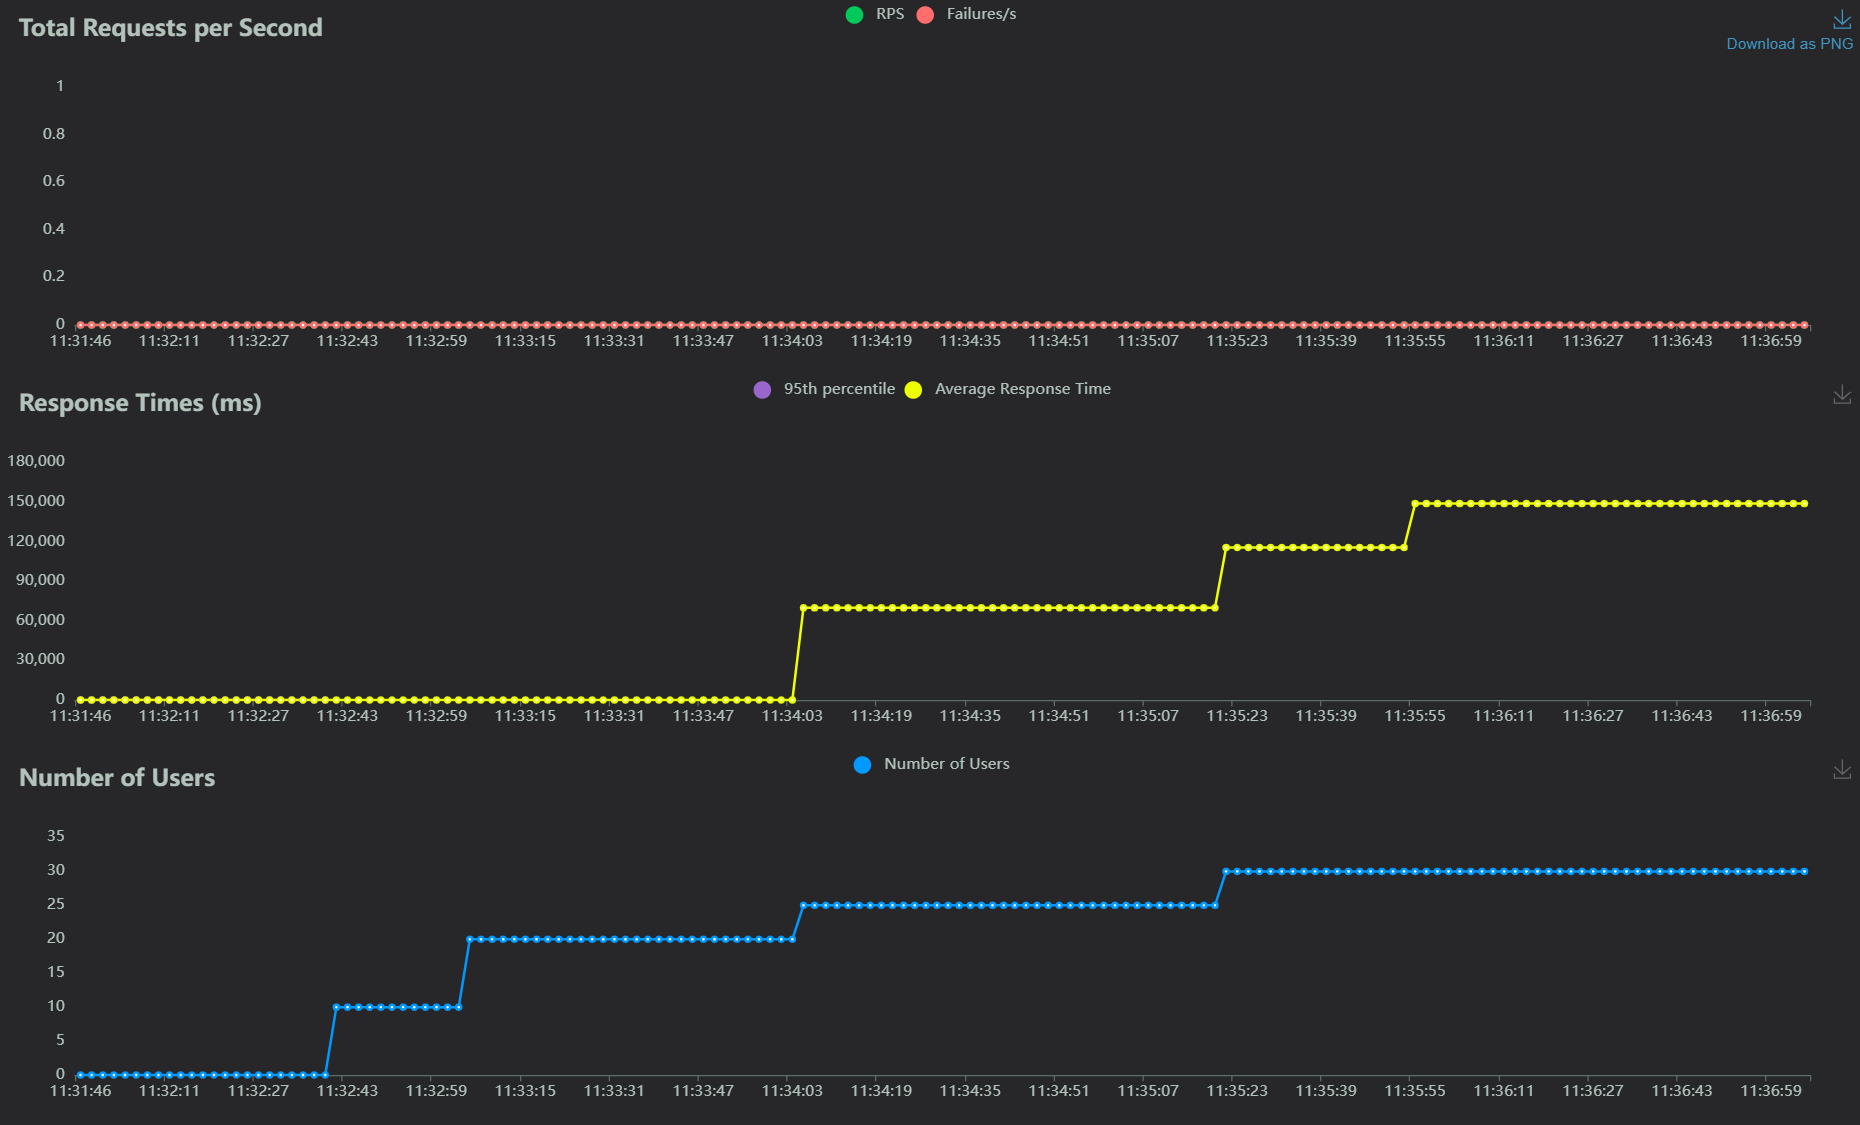 Total Requests per Second
RPS Failures/s
Download as PNG
1
0.8
0.6
0.4
0.2
0
11:31:46 11:32:11 11:32:27 11:32:43 11:32:59 11:33:15 11:33:31 11:33:47 11:34:03 11:34:19 11:34:35 11:34:51 11:35:07 11:35:23 11:35:39 11:35:55 11:36:11 11:36:27 11:36:43 11:36:59
Response Times (ms)
95th percentile Average Response Time
180,000
150,000
120,000
90,000
60,000
30,000
0
11:31:46 11:32:11 11:32:27 11:32:43 11:32:59 11:33:15 11:33:31 11:33:47 11:34:03 11:34:19 11:34:35 11:34:51 11:35:07 11:35:23 11:35:39 11:35:55 11:36:11 11:36:27 11:36:43 11:36:59
Number of Users
Number of Users
35
30
25
20
15
10
5
0
11:31:46 11:32:11 11:32:27 11:32:43 11:32:59 11:33:15 11:33:31 11:33:47 11:34:03 11:34:19 11:34:35 11:34:51 11:35:07 11:35:23 11:35:39 11:35:55 11:36:11 11:36:27 11:36:43 11:36:59